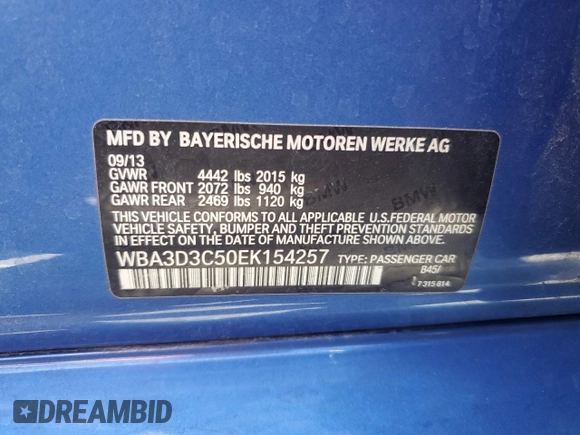 MFD BY BAYERISCHE MOTOREN WERKE AG
09/13
GVWR 4442 lbs 2015 kg
GAWR FRONT 2072 lbs 940 kg
GAWR REAR 2469 lbs 1120 kg
THIS VEHICLE CONFORMS TO ALL APPLICABLE U.S.FEDERAL MOTOR
VEHICLE SAFETY, BUMPER AND THEFT PREVENTION STANDARDS
IN EFFECT ON THE DATE OF MANUFACTURE SHOWN ABOVE.
WBA3D3C50EK154257 TYPE: PASSENGER CAR
B45/
7 315 814
DREAMBID